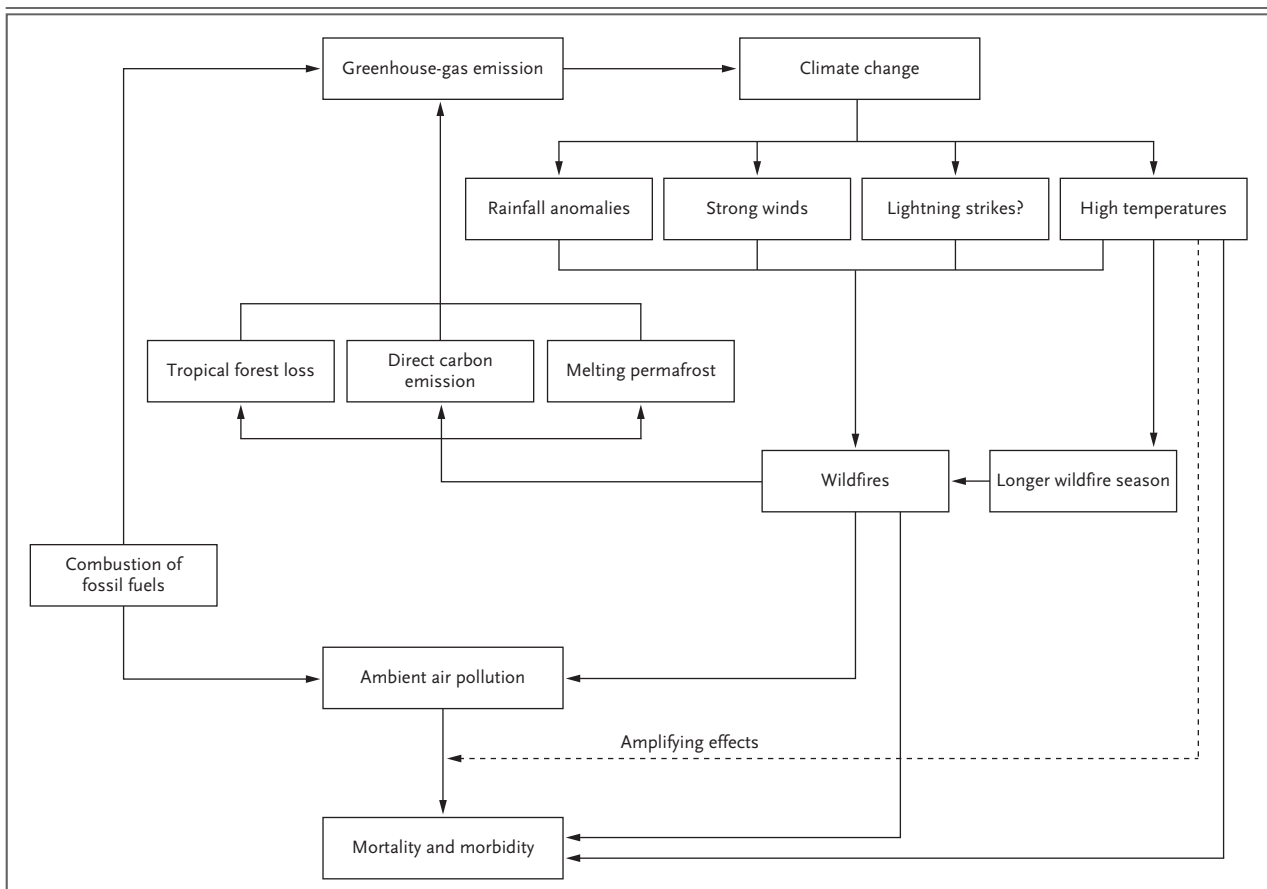 Greenhouse-gas emission
Climate change
Rainfall anomalies
Strong winds
Lightning strikes?
High temperatures
Tropical forest loss
Direct carbon
emission
Melting permafrost
Wildfires
Longer wildfire season
Combustion of
fossil fuels
Ambient air pollution
Amplifying effects
Mortality and morbidity